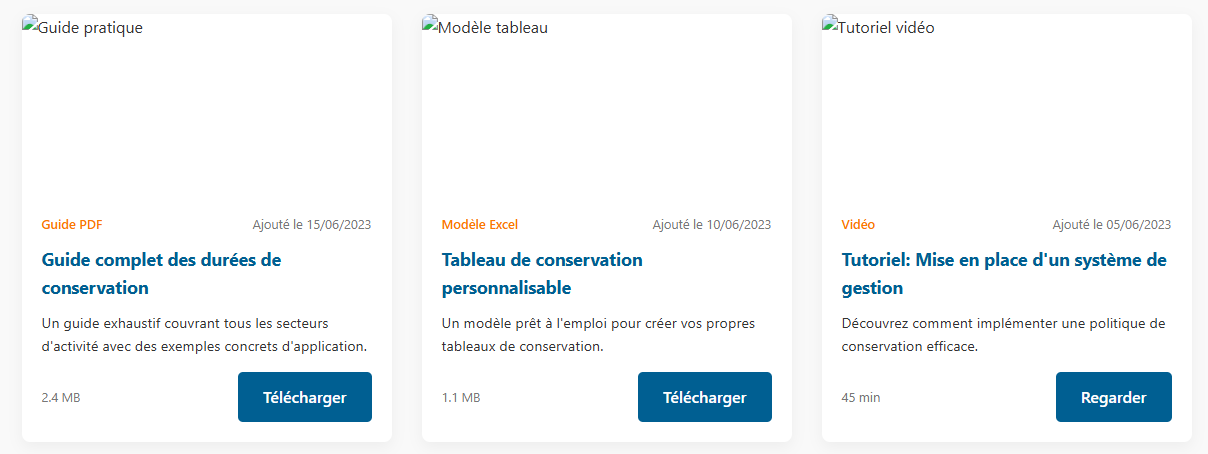 Guide pratique
Guide PDF
Ajouté le 15/06/2023
Guide complet des durées de
conservation
Un guide exhaustif couvrant tous les secteurs
d'activité avec des exemples concrets d'application.
2.4 MB
Télécharger
Modèle tableau
Modèle Excel
Ajouté le 10/06/2023
Tableau de conservation
personnalisable
Un modèle prêt à l'emploi pour créer vos propres
tableaux de conservation.
1.1 MB
Télécharger
Tutoriel vidéo
Vidéo
Ajouté le 05/06/2023
Tutoriel: Mise en place d'un système de
gestion
Découvrez comment implémenter une politique de
conservation efficace.
45 min
Regarder